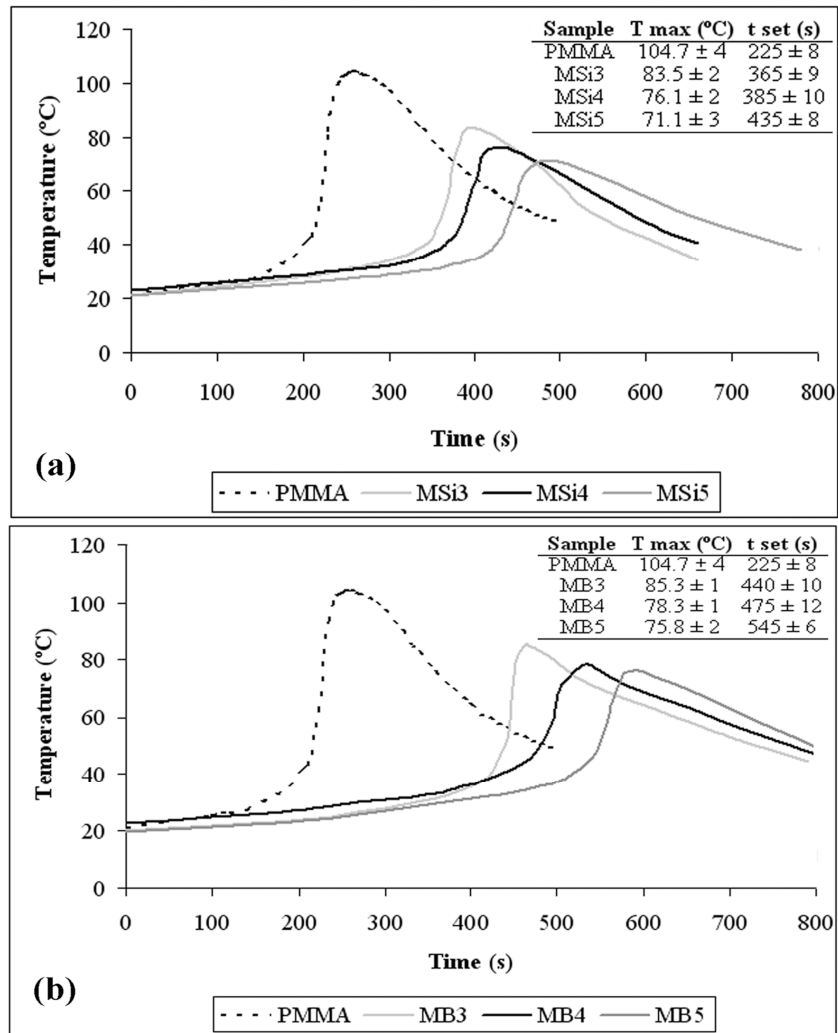 Sample T max (ºC) t set (s)
PMMA 104.7 ± 4 225 ± 8
MSi3 83.5 ± 2 365 ± 9
MSi4 76.1 ± 2 385 ± 10
MSi5 71.1 ± 3 435 ± 8
Temperature (ºC)
120
100
80
60
40
20
0
0 100 200 300 400 500 600 700 800
Time (s)
(a)
PMMA MSi3 MSi4 MSi5
Sample T max (ºC) t set (s)
PMMA 104.7 ± 4 225 ± 8
MB3 85.3 ± 1 440 ± 10
MB4 78.3 ± 1 475 ± 12
MB5 75.8 ± 2 545 ± 6
Temperature (ºC)
120
100
80
60
40
20
0
0 100 200 300 400 500 600 700 800
Time (s)
(b)
PMMA MB3 MB4 MB5